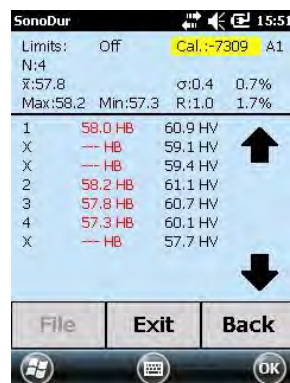 SonoDur 15:51
Limits: Off Cal.:-7309 A1
N:4
x̅:57.8 σ:0.4 0.7%
Max:58.2 Min:57.3 R:1.0 1.7%
1 58.0 HB 60.9 HV
X --- HB 59.1 HV
X --- HB 59.4 HV
2 58.2 HB 61.1 HV
3 57.8 HB 60.7 HV
4 57.3 HB 60.1 HV
X --- HB 57.7 HV
File Exit Back
OK